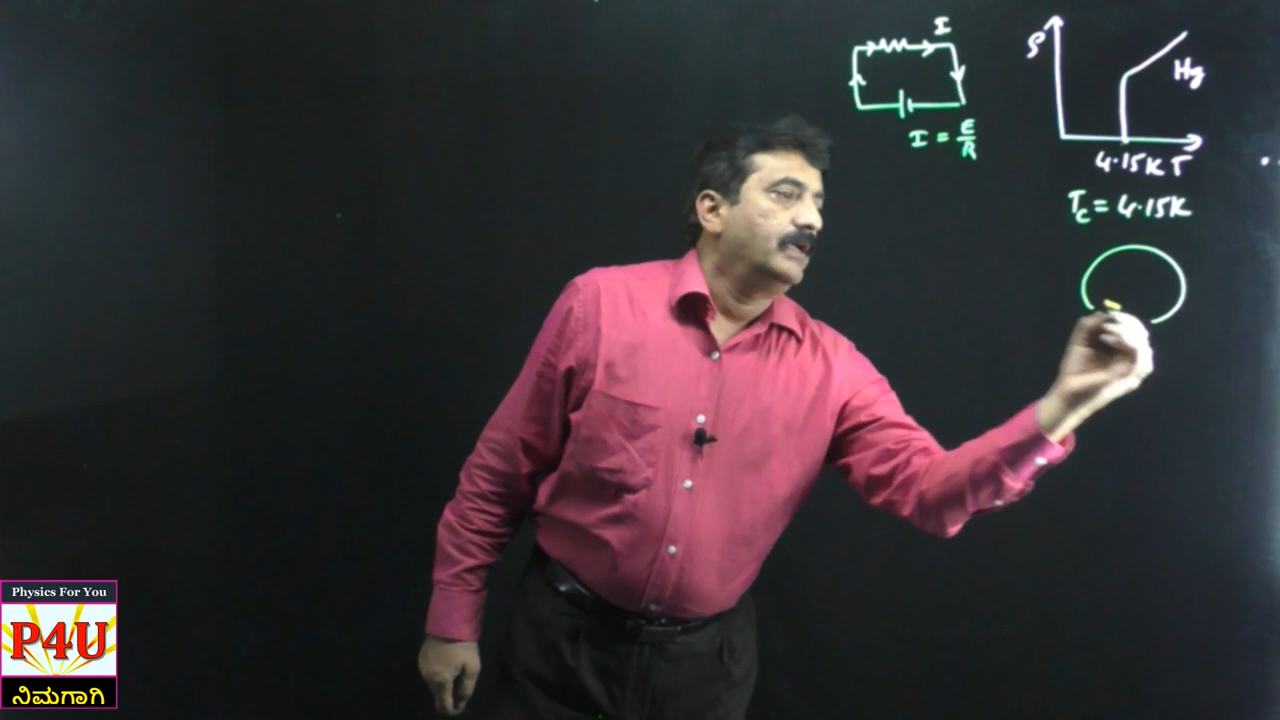 I
I = E/R
ρ
Hg
4.15K T
Tc = 4.15K
Physics For You
P4U
ನಿಮಗಾಗಿ